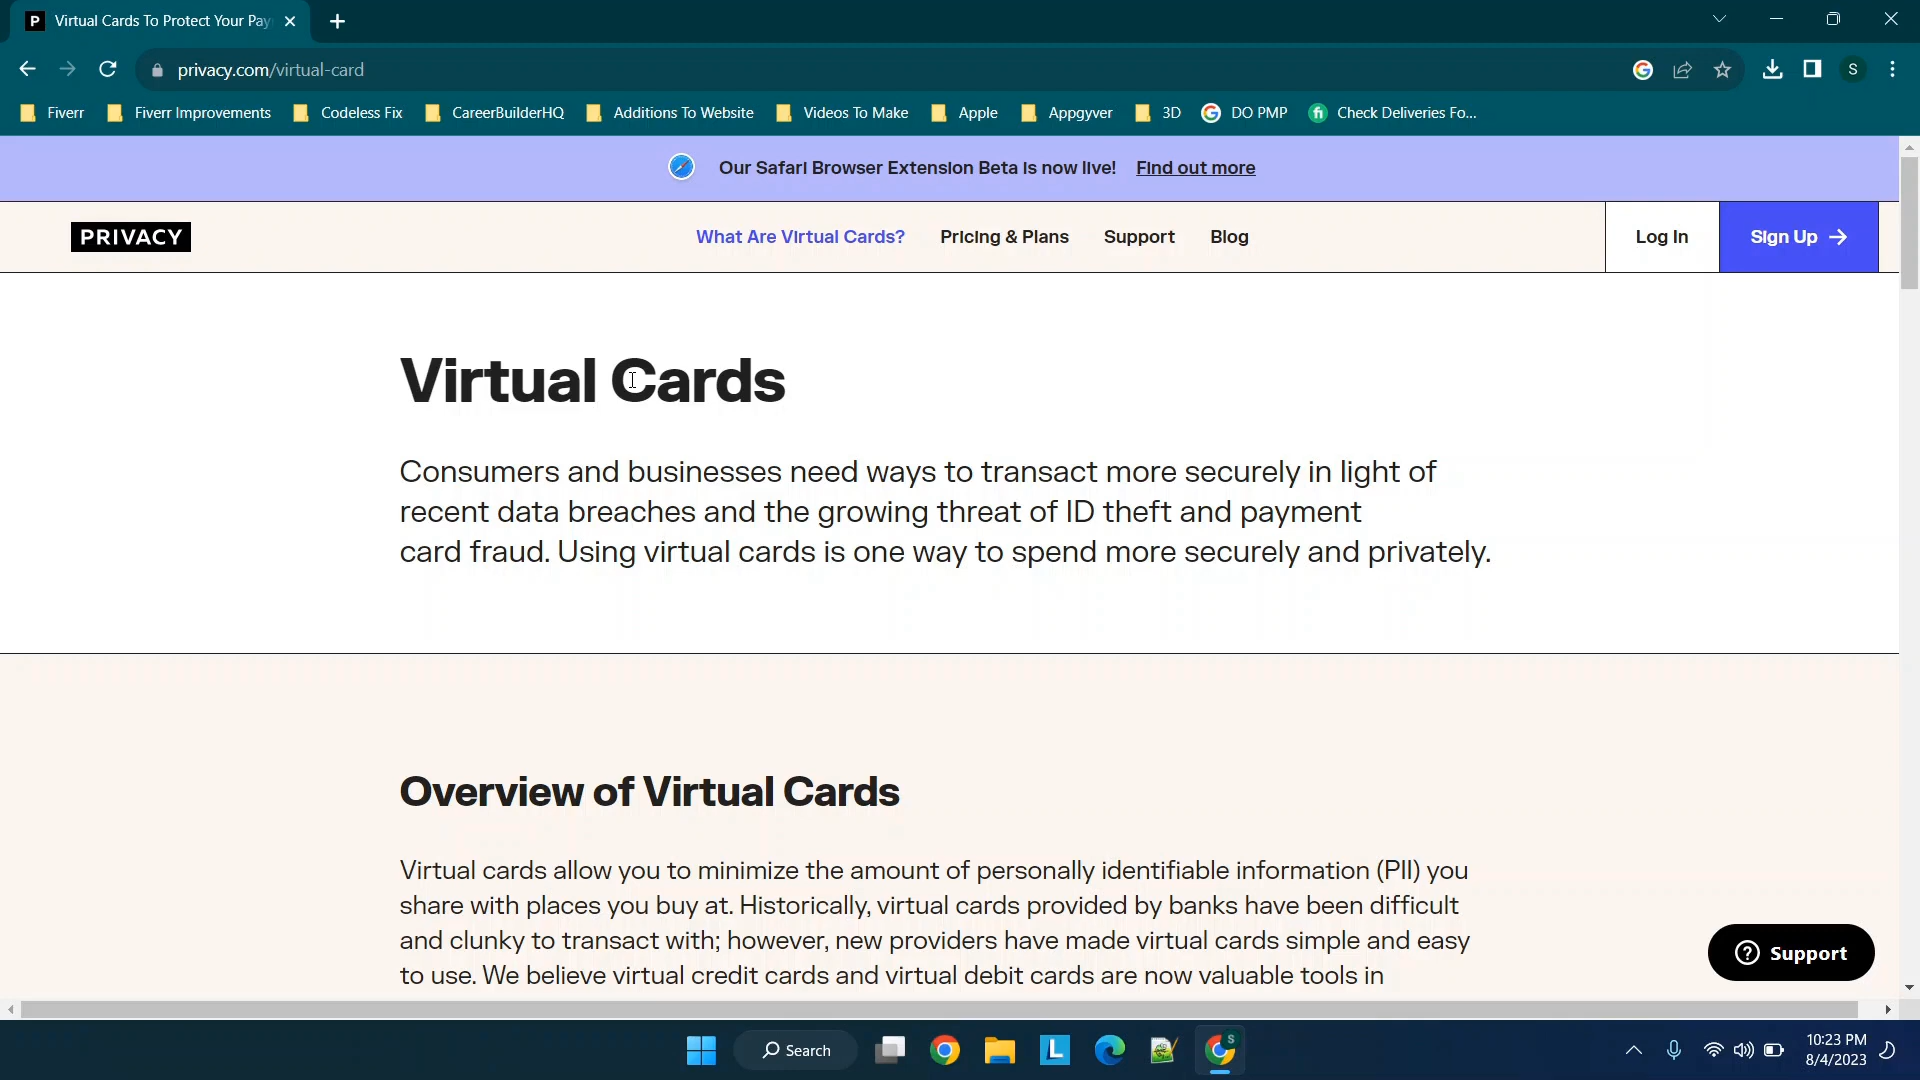 P Virtual Cards To Protect Your Pay
privacy.com/virtual-card
S
Fiverr
Fiverr Improvements
Codeless Fix
CareerBuilderHQ
Additions To Website
Videos To Make
Apple
Appgyver
3D
DO PMP
Check Deliveries Fo...
Our Safari Browser Extension Beta is now live! Find out more
PRIVACY
What Are Virtual Cards?
Pricing & Plans
Support
Blog
Log In
Sign Up →
Virtual Cards
Consumers and businesses need ways to transact more securely in light of
recent data breaches and the growing threat of ID theft and payment
card fraud. Using virtual cards is one way to spend more securely and privately.
Overview of Virtual Cards
Virtual cards allow you to minimize the amount of personally identifiable information (PII) you
share with places you buy at. Historically, virtual cards provided by banks have been difficult
and clunky to transact with; however, new providers have made virtual cards simple and easy
to use. We believe virtual credit cards and virtual debit cards are now valuable tools in
? Support
Search
L
S
10:23 PM
8/4/2023